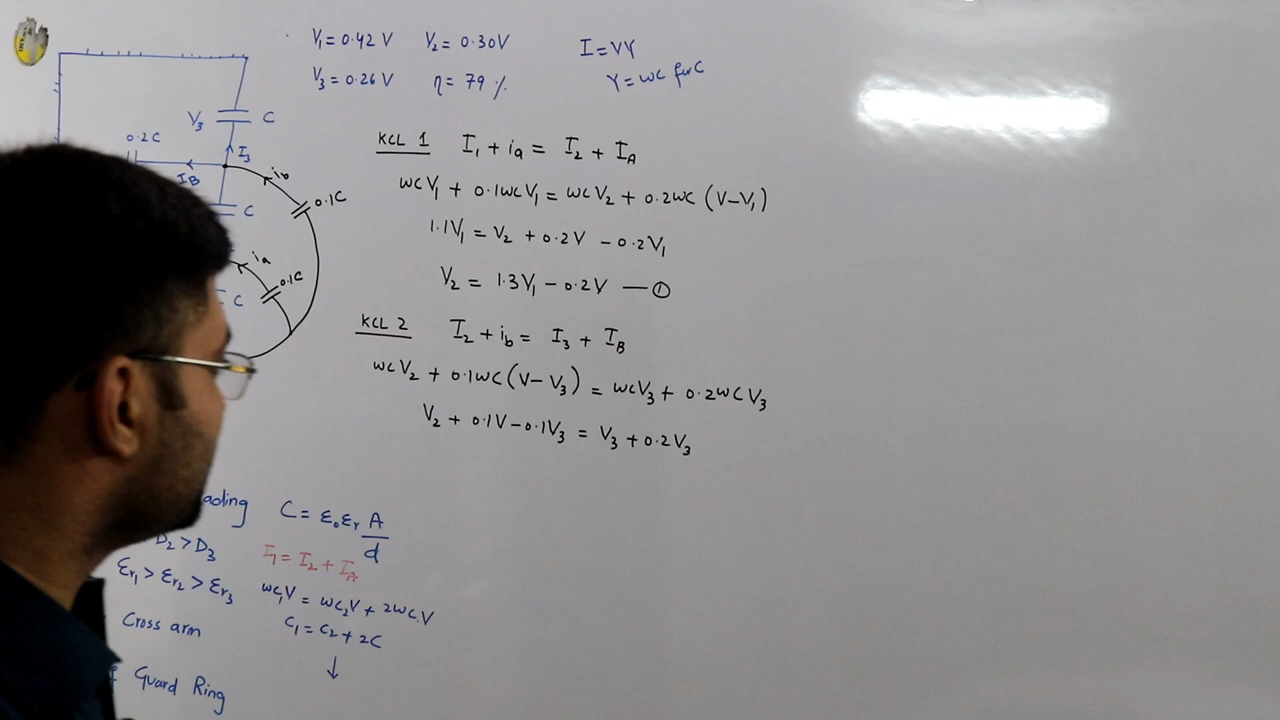 V₁ = 0.42 V V₂ = 0.30V
V₃ = 0.26 V η = 79 %
I = VY
Y = ωC jωC
V₃ C
0.2C
I₃
I_B
i_b
0.1C
C
i_a
0.1C
C
KCL 1 I₁ + i_a = I₂ + I_A
ωCV₁ + 0.1ωCV₁ = ωCV₂ + 0.2ωC (V-V₁)
1.1V₁ = V₂ + 0.2V - 0.2V₁
V₂ = 1.3V₁ - 0.2V — ①
KCL 2 I₂ + i_b = I₃ + I_B
ωCV₂ + 0.1ωC(V-V₃) = ωCV₃ + 0.2ωCV₃
V₂ + 0.1V - 0.1V₃ = V₃ + 0.2V₃
ading C = ε₀εᵣ A/d
D₂ > D₃
εᵣ₁ > εᵣ₂ > εᵣ₃
Cross arm
Guard Ring
I₁ = I₂ + I_A
ωC₁V = ωC₂V + 2ωCV
C₁ = C₂ + 2C
↓